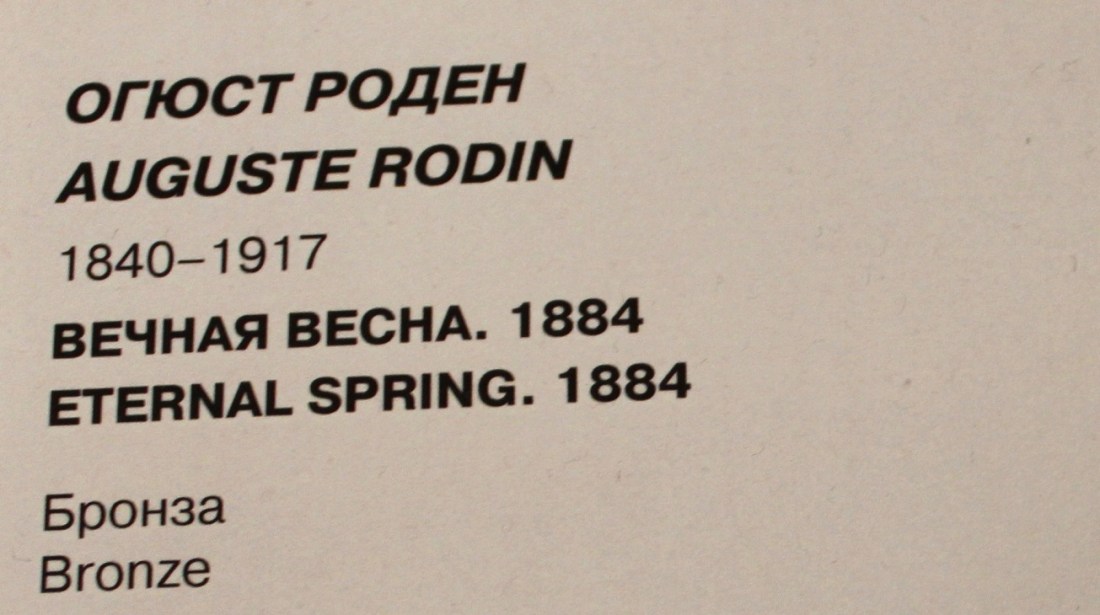 ОГЮСТ РОДЕН
AUGUSTE RODIN
1840–1917
ВЕЧНАЯ ВЕСНА. 1884
ETERNAL SPRING. 1884
Бронза
Bronze